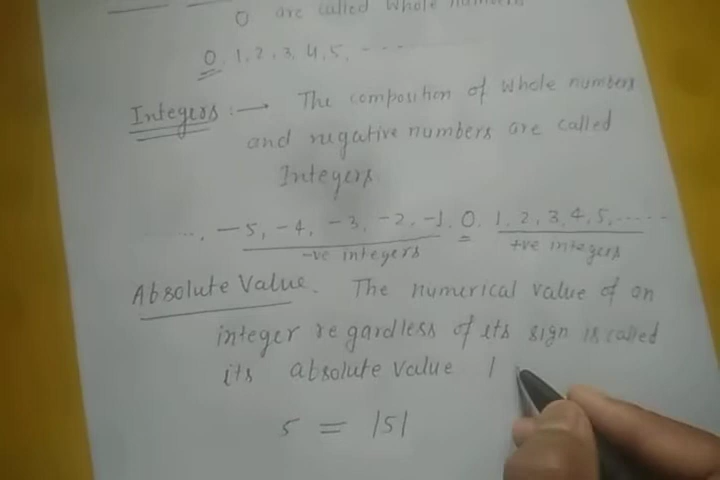 0 are called Whole numbers
0, 1, 2, 3, 4, 5, - - - -
Integers :→ The composition of whole numbers
and negative numbers are called
Integers
..., -5, -4, -3, -2, -1, 0, 1, 2, 3, 4, 5, ......
-ve integers +ve integers
Absolute Value. The numerical value of an
integer regardless of its sign is called
its absolute value |
5 = |5|